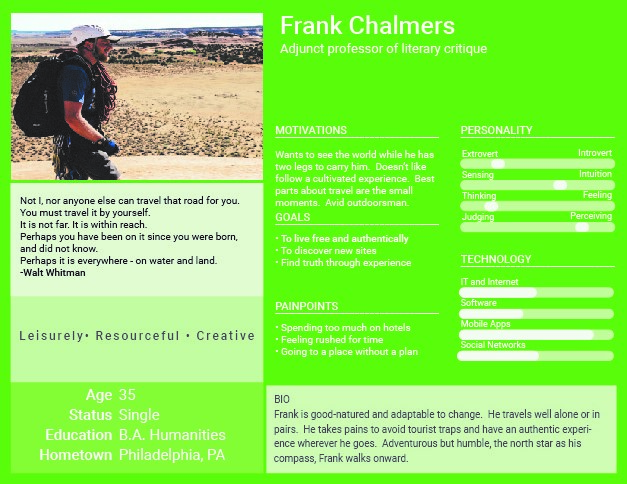 Frank Chalmers
Adjunct professor of literary critique
Not I, nor anyone else can travel that road for you.
You must travel it by yourself.
It is not far. It is within reach.
Perhaps you have been on it since you were born,
and did not know.
Perhaps it is everywhere - on water and land.
-Walt Whitman
Leisurely• Resourceful • Creative
Age 35
Status Single
Education B.A. Humanities
Hometown Philadelphia, PA
MOTIVATIONS
Wants to see the world while he has
two legs to carry him. Doesn't like
follow a cultivated experience. Best
parts about travel are the small
moments. Avid outdoorsman.
GOALS
• To live free and authentically
• To discover new sites
• Find truth through experience
PAINPOINTS
• Spending too much on hotels
• Feeling rushed for time
• Going to a place without a plan
PERSONALITY
Extrovert Introvert
Sensing Intuition
Thinking Feeling
Judging Perceiving
TECHNOLOGY
IT and Internet
Software
Mobile Apps
Social Networks
BIO
Frank is good-natured and adaptable to change. He travels well alone or in
pairs. He takes pains to avoid tourist traps and have an authentic experi-
ence wherever he goes. Adventurous but humble, the north star as his
compass, Frank walks onward.